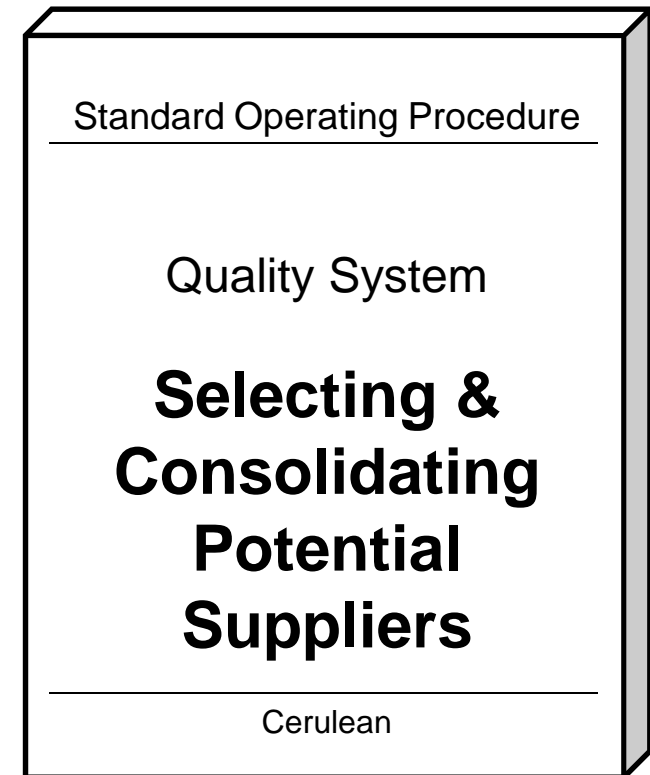 Standard Operating Procedure
Quality System
Selecting &
Consolidating
Potential
Suppliers
Cerulean